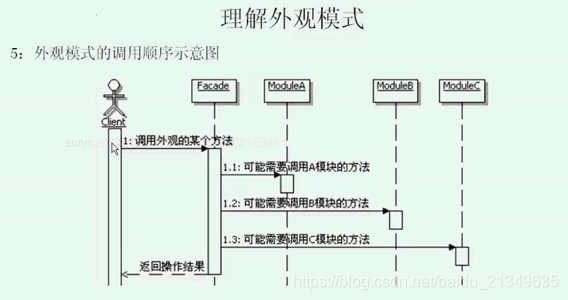 理解外观模式
5：外观模式的调用顺序示意图
Facade ModuleA ModuleB ModuleC
Client
1: 调用外观的某个方法
1.1: 可能需要调用A模块的方法
1.2: 可能需要调用B模块的方法
1.3: 可能需要调用C模块的方法
返回操作结果
https://blog.csdn.net/baidu_21349635